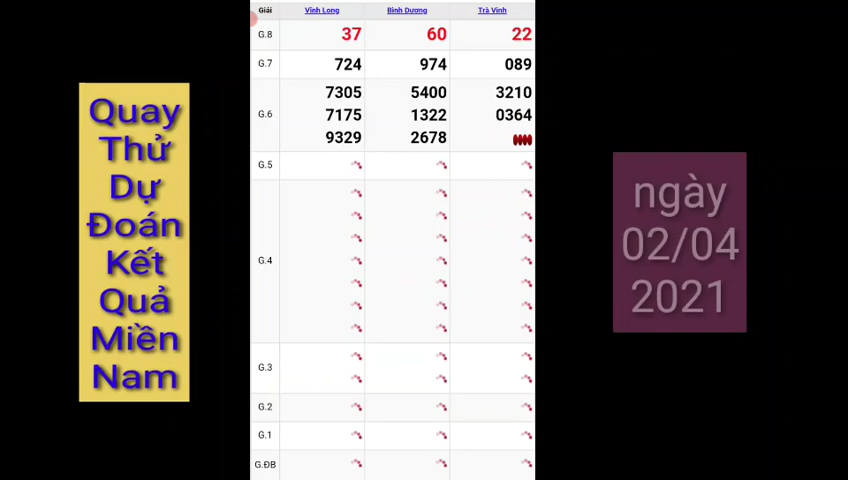 Quay
Thử
Dự
Đoán
Kết
Quả
Miền
Nam
Giải Vĩnh Long Bình Dương Trà Vinh
G.8 37 60 22
G.7 724 974 089
7305 5400 3210
G.6 7175 1322 0364
9329 2678
G.5
G.4
G.3
G.2
G.1
G.ĐB
ngày
02/04
2021